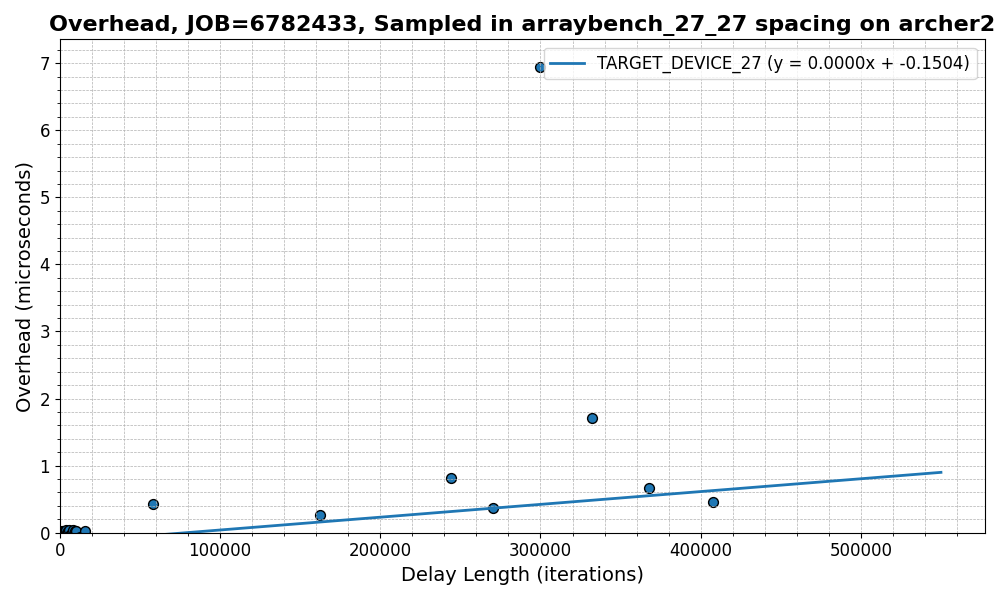 Overhead, JOB=6782433, Sampled in arraybench_27_27 spacing on archer2
TARGET_DEVICE_27 (y = 0.0000x + -0.1504)
Overhead (microseconds)
7
6
5
4
3
2
1
0
0 100000 200000 300000 400000 500000
Delay Length (iterations)